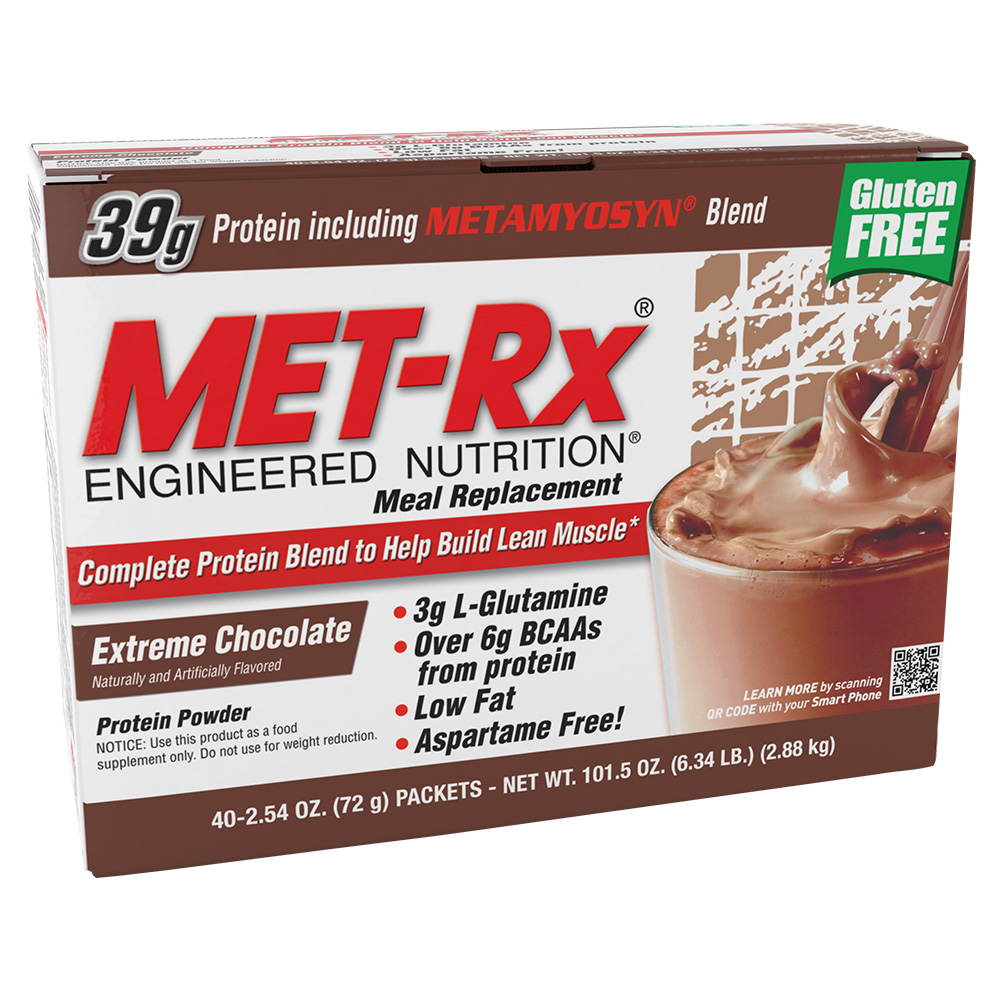 Extreme Chocolate
Protein Powder
39g Protein including METAMYOSYN® Blend
Gluten
FREE
MET-Rx®
ENGINEERED NUTRITION®
Meal Replacement
Complete Protein Blend to Help Build Lean Muscle*
Extreme Chocolate
Naturally and Artificially Flavored
Protein Powder
NOTICE: Use this product as a food
supplement only. Do not use for weight reduction.
• 3g L-Glutamine
• Over 6g BCAAs
from protein
• Low Fat
• Aspartame Free!
LEARN MORE by scanning
QR CODE with your Smart Phone
40-2.54 OZ. (72 g) PACKETS - NET WT. 101.5 OZ. (6.34 LB.) (2.88 kg)